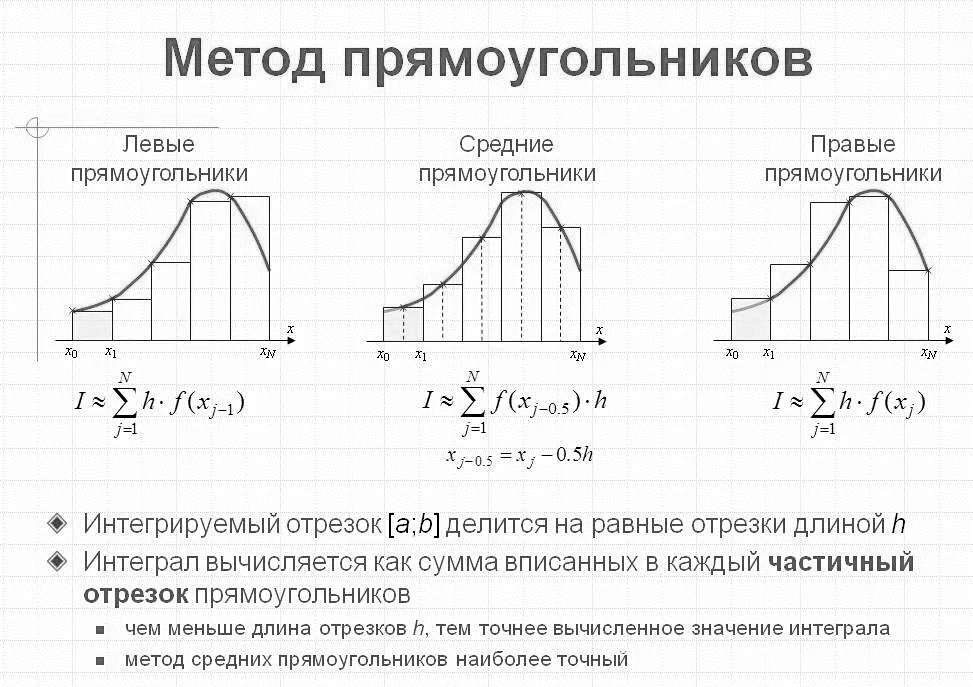 Метод прямоугольников
Левые
прямоугольники
x
x₀ x₁ x_N
N
I ≈ ∑ h · f(x_{j−1})
j=1
Средние
прямоугольники
x
x₀ x₁ x_N
N
I ≈ ∑ f(x_{j−0.5}) · h
j=1
x_{j−0.5} = x_j − 0.5h
Правые
прямоугольники
x
x₀ x₁ x_N
N
I ≈ ∑ h · f(x_j)
j=1
Интегрируемый отрезок [a;b] делится на равные отрезки длиной h
Интеграл вычисляется как сумма вписанных в каждый частичный
отрезок прямоугольников
чем меньше длина отрезков h, тем точнее вычисленное значение интеграла
метод средних прямоугольников наиболее точный